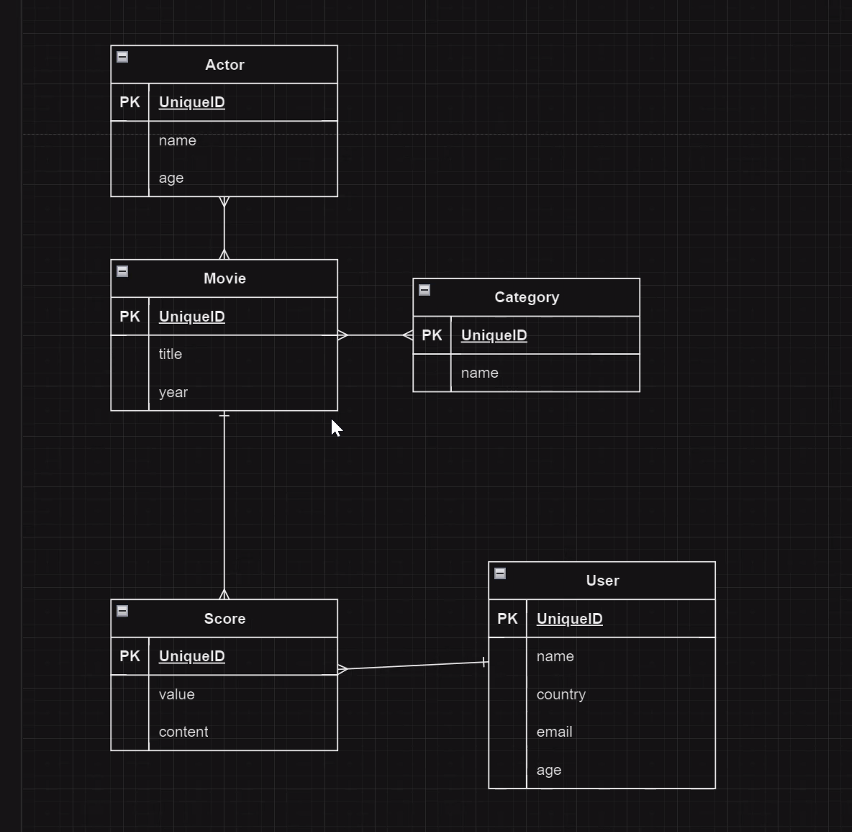 Actor
PK UniqueID
name
age
Movie
PK UniqueID
title
year
Category
PK UniqueID
name
Score
PK UniqueID
value
content
User
PK UniqueID
name
country
email
age